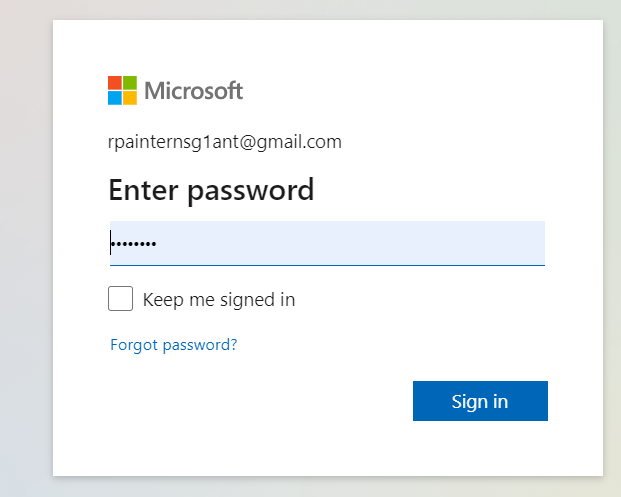 Microsoft
rpainternsg1ant@gmail.com
Enter password
••••••••
Keep me signed in
Forgot password?
Sign in